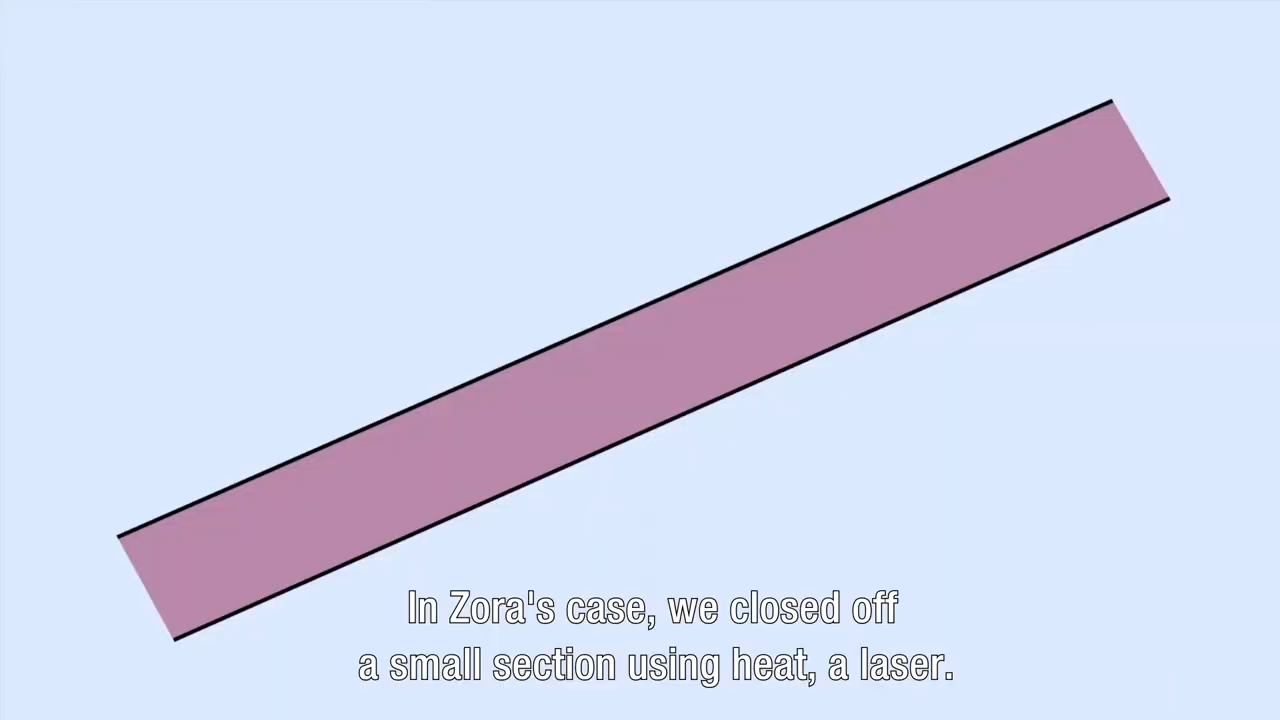 In Zora's case, we closed off
a small section using heat, a laser.